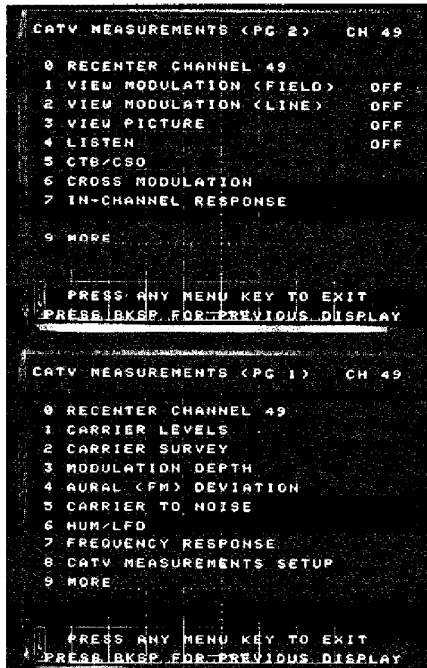 CATV MEASUREMENTS (PG 2) CH 49
0 RECENTER CHANNEL 49
1 VIEW MODULATION (FIELD) OFF
2 VIEW MODULATION (LINE) OFF
3 VIEW PICTURE OFF
4 LISTEN OFF
5 CTB/CSO
6 CROSS MODULATION
7 IN-CHANNEL RESPONSE
9 MORE
PRESS ANY MENU KEY TO EXIT
PRESS BKSP FOR PREVIOUS DISPLAY
CATV MEASUREMENTS (PG 1) CH 49
0 RECENTER CHANNEL 49
1 CARRIER LEVELS
2 CARRIER SURVEY
3 MODULATION DEPTH
4 AURAL (FM) DEVIATION
5 CARRIER TO NOISE
6 HUM/LFD
7 FREQUENCY RESPONSE
8 CATV MEASUREMENTS SETUP
9 MORE
PRESS ANY MENU KEY TO EXIT
PRESS BKSP FOR PREVIOUS DISPLAY